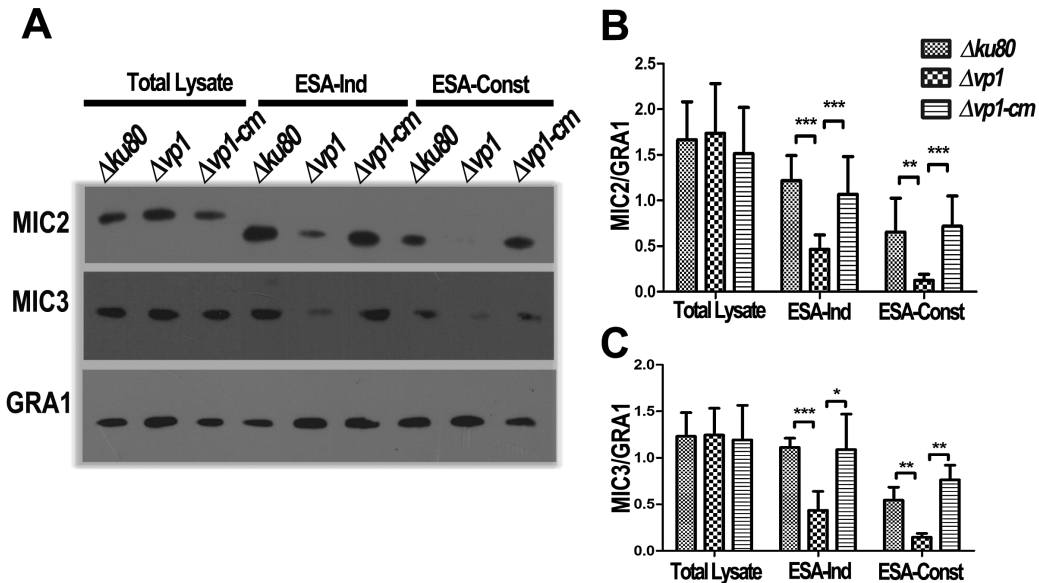 A
Total Lysate
ESA-Ind
ESA-Const
Δku80
Δvp1
Δvp1-cm
Δku80
Δvp1
Δvp1-cm
Δku80
Δvp1
Δvp1-cm
MIC2
MIC3
GRA1
B
Δku80
Δvp1
Δvp1-cm
MIC2/GRA1
2.5
2.0
1.5
1.0
0.5
0.0
*** ***
** ***
Total Lysate ESA-Ind ESA-Const
C
MIC3/GRA1
2.0
1.5
1.0
0.5
0.0
*** *
** **
Total Lysate ESA-Ind ESA-Const